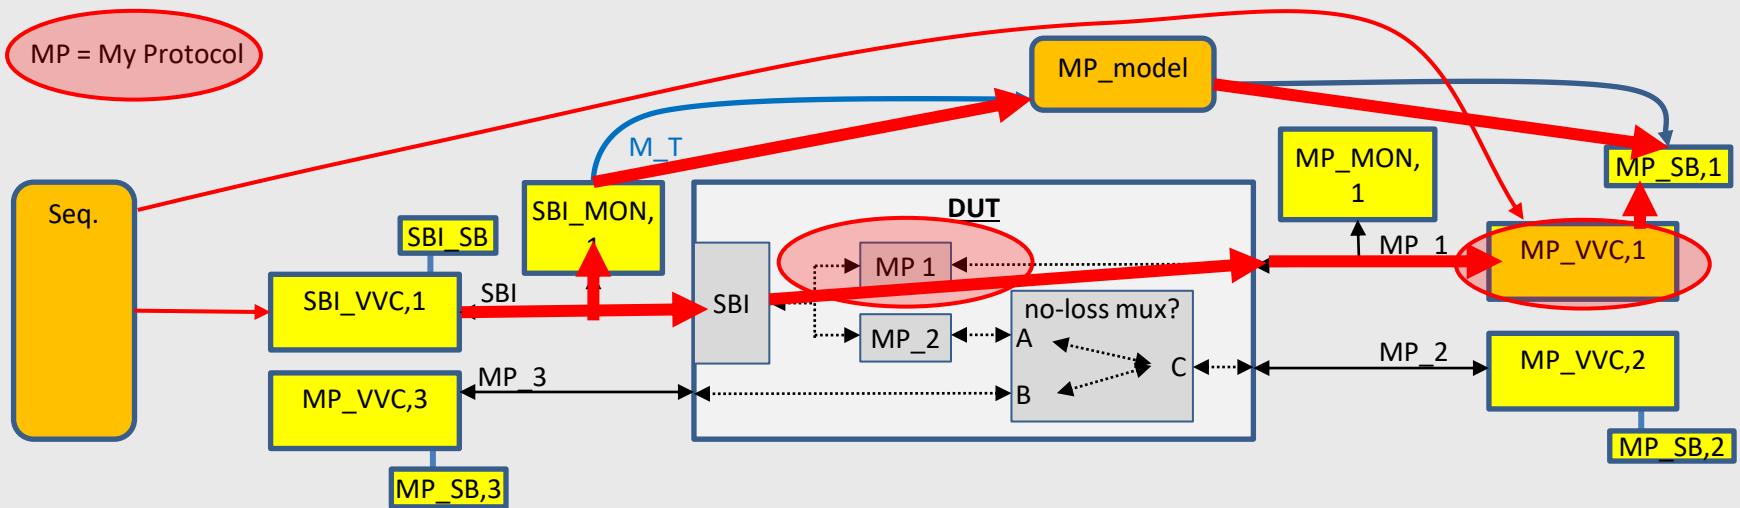 MP = My Protocol
MP_model
M_T
MP_MON,
1
MP_SB,1
Seq.
SBI_MON,
1
DUT
SBI_SB
MP 1
MP_1
MP_VVC,1
SBI_VVC,1
SBI
SBI
no-loss mux?
MP_2
A
C
B
MP_2
MP_VVC,2
MP_3
MP_VVC,3
MP_SB,2
MP_SB,3